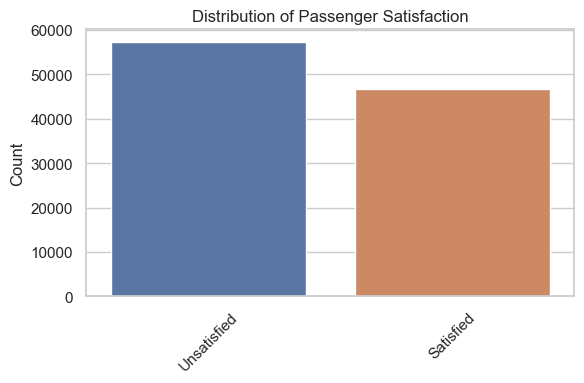 Distribution of Passenger Satisfaction
60000
50000
40000
30000
20000
10000
0
Count
Unsatisfied
Satisfied